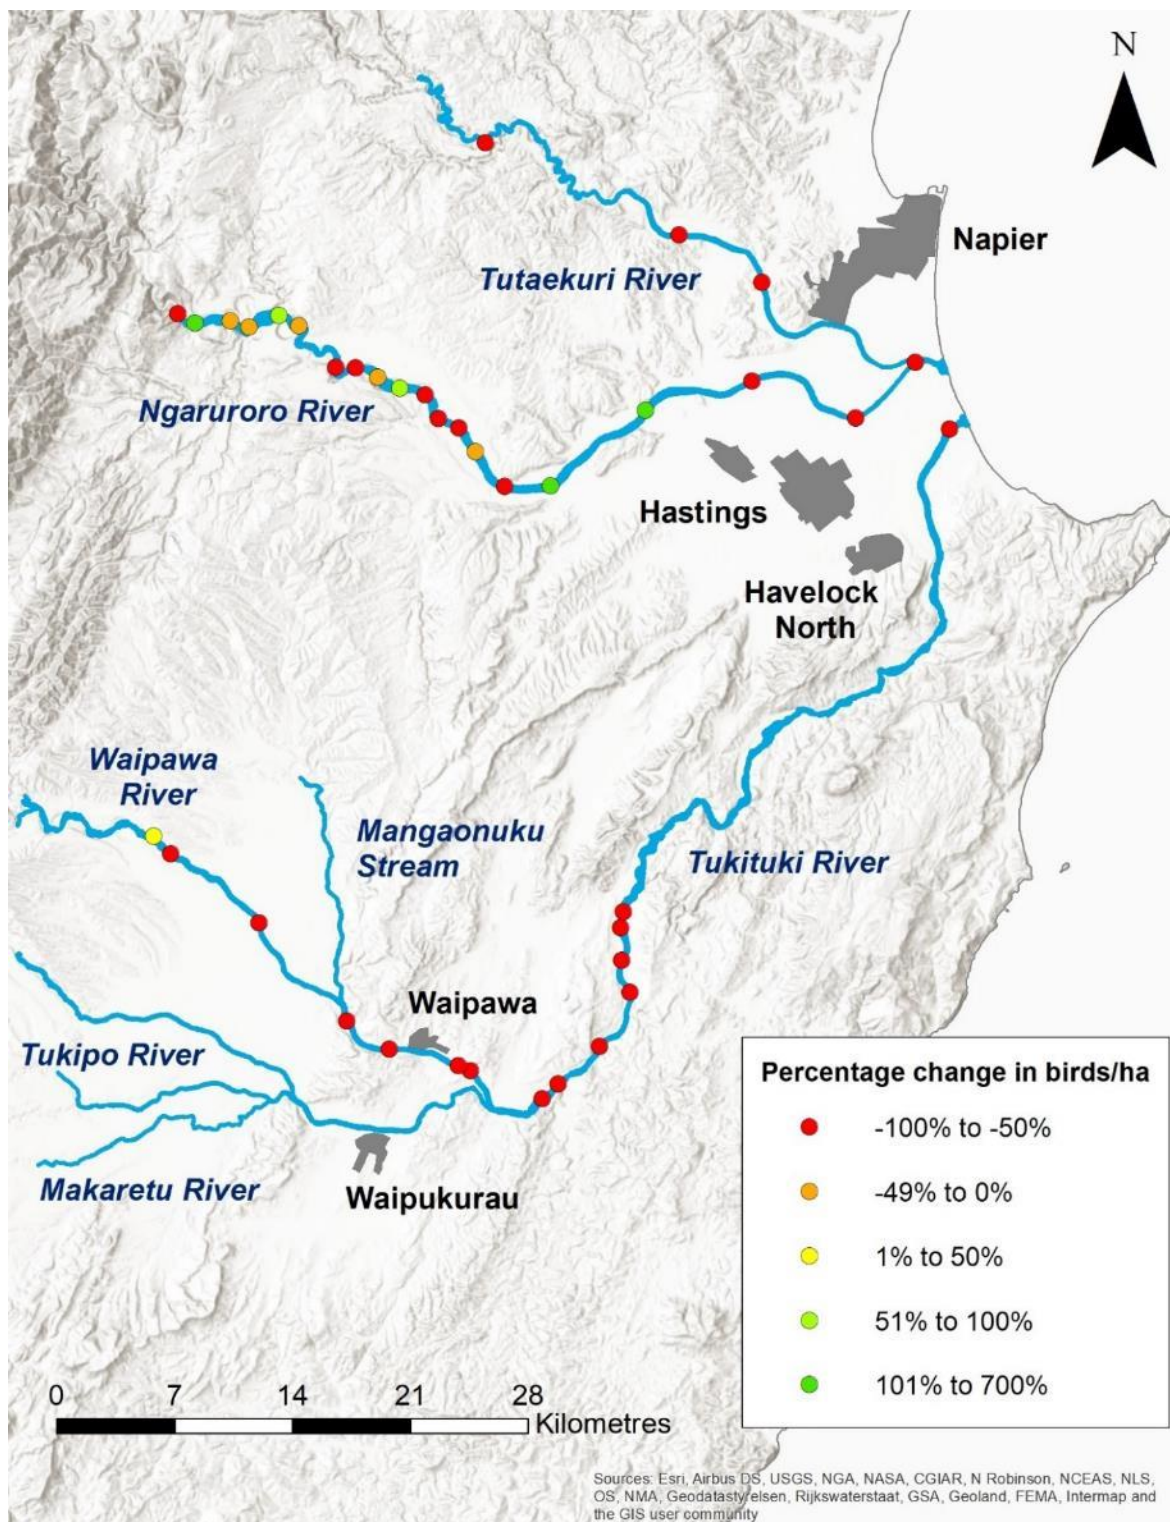 N
Napier
Tutaekuri River
Ngaruroro River
Hastings
Havelock
North
Waipawa
River
Mangaonuku
Stream
Tukituki River
Waipawa
Tukipo River
Makaretu River
Waipukurau
Percentage change in birds/ha
-100% to -50%
-49% to 0%
1% to 50%
51% to 100%
101% to 700%
0 7 14 21 28
Kilometres
Sources: Esri, Airbus DS, USGS, NGA, NASA, CGIAR, N Robinson, NCEAS, NLS,
OS, NMA, Geodatastyrelsen, Rijkswaterstaat, GSA, Geoland, FEMA, Intermap and
the GIS user community